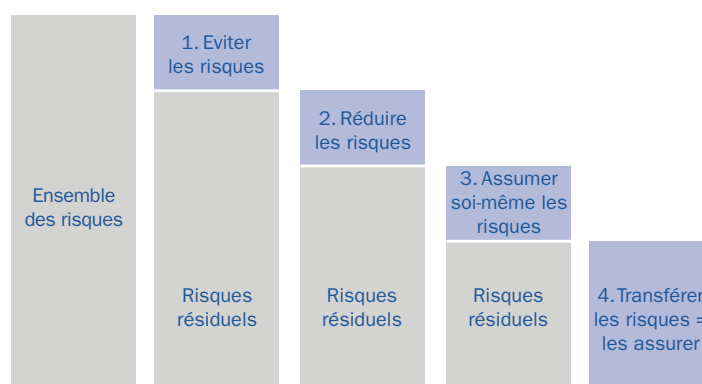 Ensemble
des risques
1. Eviter
les risques
Risques
résiduels
2. Réduire
les risques
Risques
résiduels
3. Assumer
soi-même les
risques
Risques
résiduels
4. Transférer
les risques =
les assurer